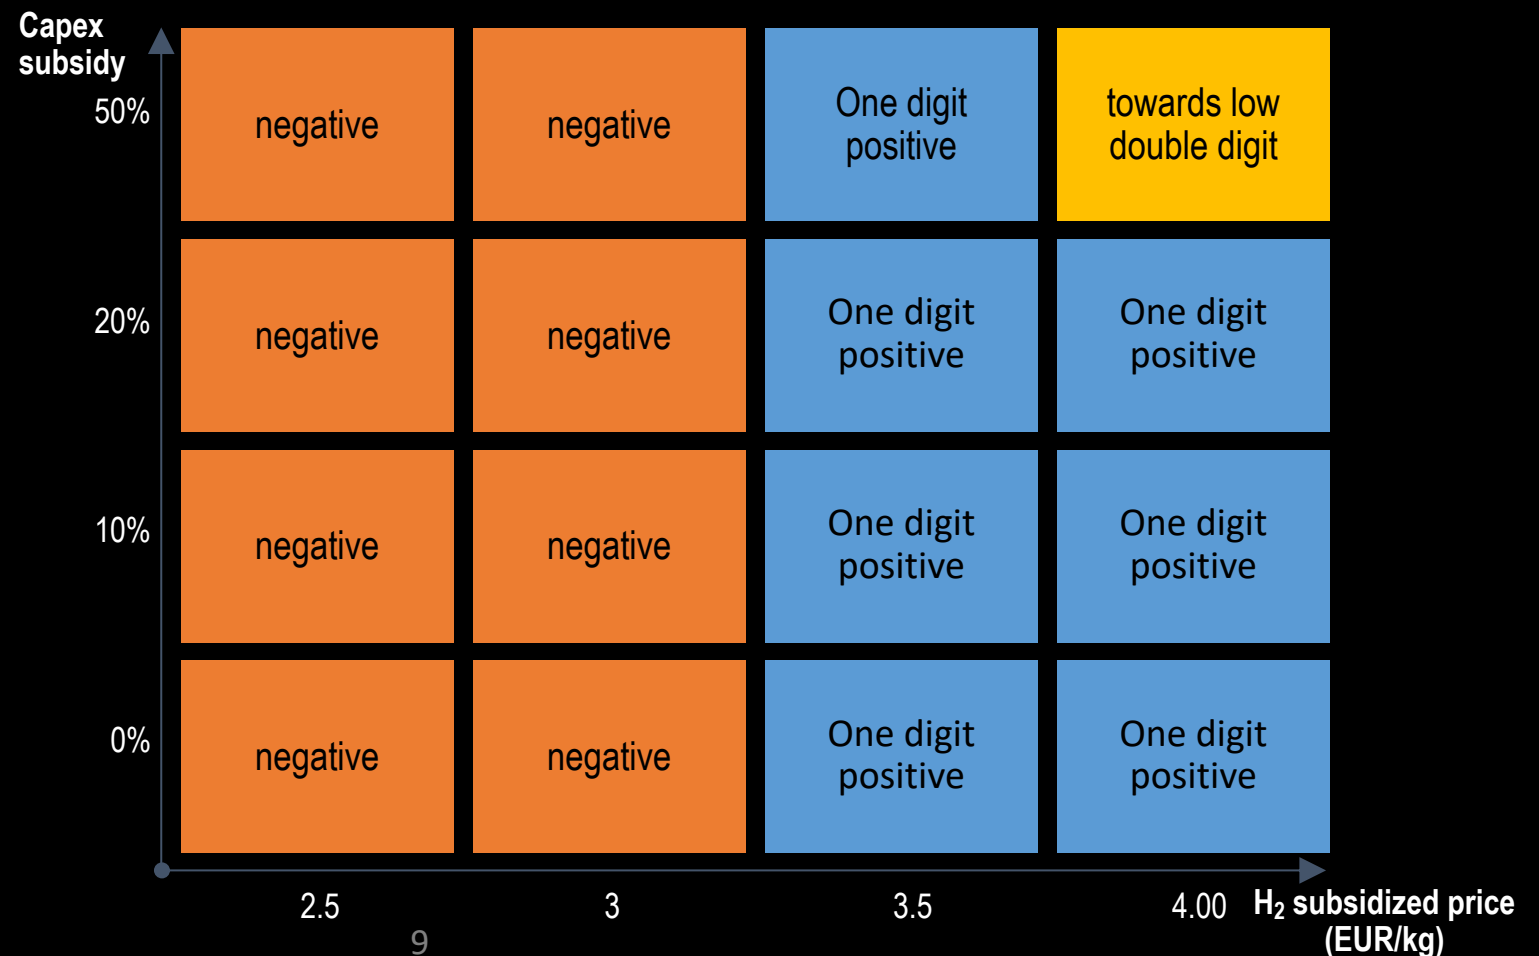 Capex
subsidy
50%
negative
negative
One digit
positive
towards low
double digit
20%
negative
negative
One digit
positive
One digit
positive
10%
negative
negative
One digit
positive
One digit
positive
0%
negative
negative
One digit
positive
One digit
positive
2.5
3
3.5
4.00
H₂ subsidized price
(EUR/kg)
9